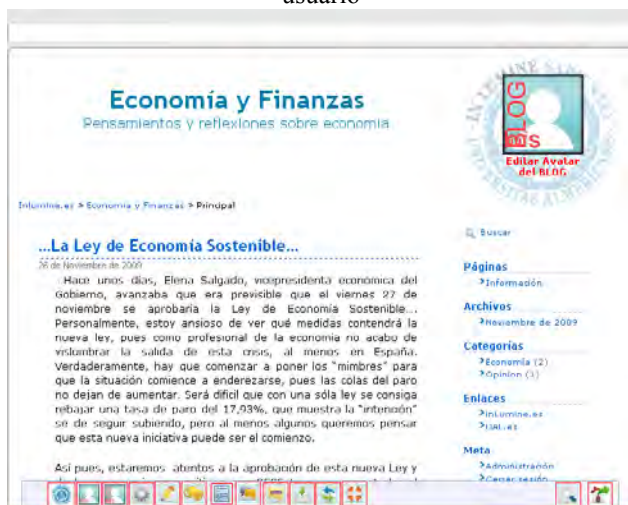 usuario
Economía y Finanzas
Pensamientos y reflexiones sobre economia
BLOG
Editar Avatar
del BLOG
InLumine.es > Economía y Finanzas > Principal
Buscar
...La Ley de Economía Sostenible...
26 de Noviembre de 2009
Hace unos días, Elena Salgado, vicepresidenta económica del
Gobierno, avanzaba que era previsible que el viernes 27 de
noviembre se aprobaría la Ley de Economía Sostenible...
Personalmente, estoy ansioso de ver qué medidas contendrá la
nueva ley, pues como profesional de la economía no acabo de
vislumbrar la salida de esta crisis, al menos en España.
Verdaderamente, hay que comenzar a poner los "mimbres" para
que la situación comience a enderezarse, pues las colas del paro
no dejan de aumentar. Será difícil que con una sóla ley se consiga
rebajar una tasa de paro del 17,93%, que muestra la "intención"
se de seguir subiendo, pero al menos algunos queremos pensar
que esta nueva iniciativa puede ser el comienzo.
Así pues, estaremos atentos a la aprobación de esta nueva Ley y
Páginas
>Información
Archivos
>Noviembre de 2009
Categorías
>Economía (2)
>Opinion (1)
Enlaces
>inLumine.es
>UAL.es
Meta
>Administración
>Cerrar sesión